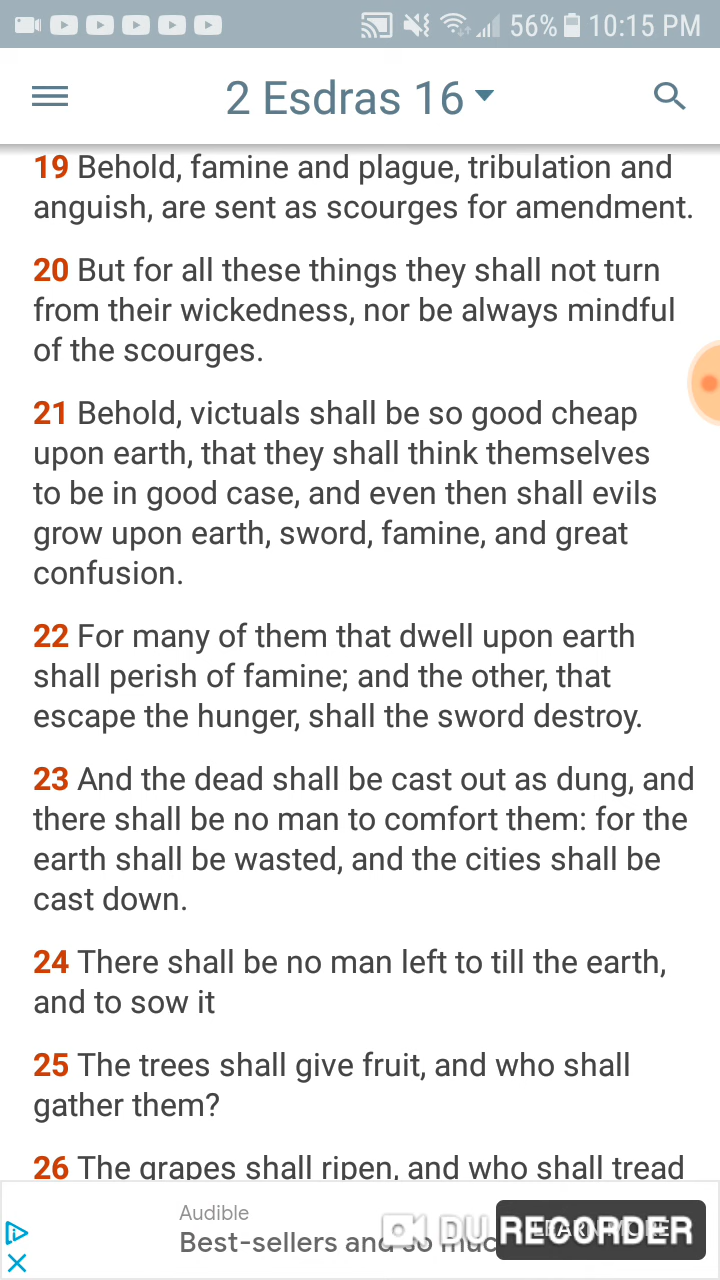 56% 10:15 PM
2 Esdras 16
19 Behold, famine and plague, tribulation and
anguish, are sent as scourges for amendment.
20 But for all these things they shall not turn
from their wickedness, nor be always mindful
of the scourges.
21 Behold, victuals shall be so good cheap
upon earth, that they shall think themselves
to be in good case, and even then shall evils
grow upon earth, sword, famine, and great
confusion.
22 For many of them that dwell upon earth
shall perish of famine; and the other, that
escape the hunger, shall the sword destroy.
23 And the dead shall be cast out as dung, and
there shall be no man to comfort them: for the
earth shall be wasted, and the cities shall be
cast down.
24 There shall be no man left to till the earth,
and to sow it
25 The trees shall give fruit, and who shall
gather them?
26 The grapes shall ripen, and who shall tread
Audible
Best-sellers and so muc
DU RECORDER